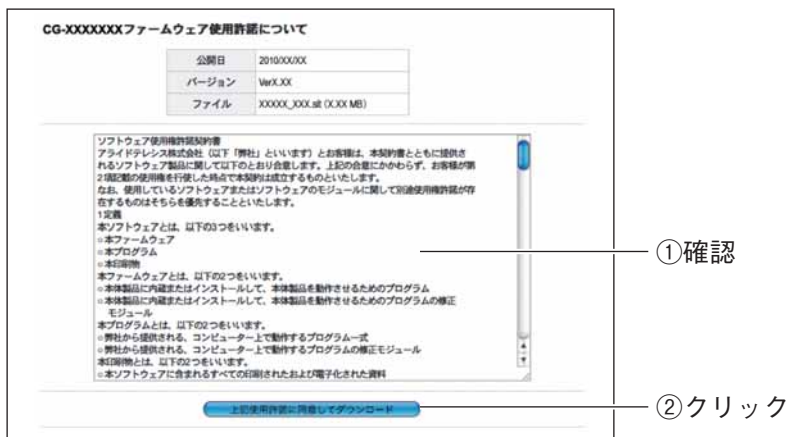 CG-XXXXXXXファームウェア使用許諾について
公開日 2010/XX/XX
バージョン VerX.XX
ファイル XXXXX_XXX.sit (X.XX MB)
ソフトウェア使用権許諾契約書
アライドテレシス株式会社（以下「弊社」といいます）とお客様は、本契約書とともに提供さ
れるソフトウェア製品に関して以下のとおり合意します。上記の合意にかかわらず、お客様が第
2項記載の使用権を行使した時点で本契約は成立するものといたします。
なお、使用しているソフトウェアまたはソフトウェアのモジュールに関して別途使用権許諾が存
在するものはそちらを優先することといたします。
1定義
本ソフトウェアとは、以下の3つをいいます。
○本ファームウェア
○本プログラム
○本印刷物
本ファームウェアとは、以下の2つをいいます。
○本体製品に内蔵またはインストールして、本体製品を動作させるためのプログラム
○本体製品に内蔵またはインストールして、本体製品を動作させるためのプログラムの修正
モジュール
本プログラムとは、以下の2つをいいます。
○弊社から提供される、コンピューター上で動作するプログラム一式
○弊社から提供される、コンピューター上で動作するプログラムの修正モジュール
本印刷物とは、以下の2つをいいます。
○本ソフトウェアに含まれるすべての印刷されたおよび電子化された資料
①確認
上記使用許諾に同意してダウンロード
②クリック